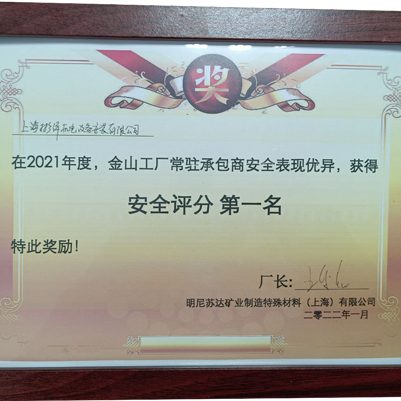 奖
上海 机电设备安装有限公司
在2021年度，金山工厂常驻承包商安全表现优异，获得
安全评分 第一名
特此奖励！
厂长：
明尼苏达矿业制造特殊材料（上海）有限公司
二零二二年一月